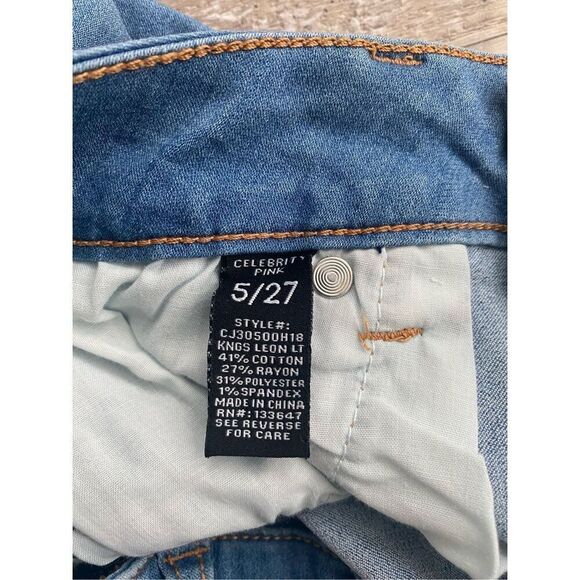 CELEBRITY
PINK
5/27
STYLE#:
CJ30500H18
KNGS LEON LT
41% COTTON
27% RAYON
31% POLYESTER
1% SPANDEX
MADE IN CHINA
RN#: 133647
SEE REVERSE
FOR CARE